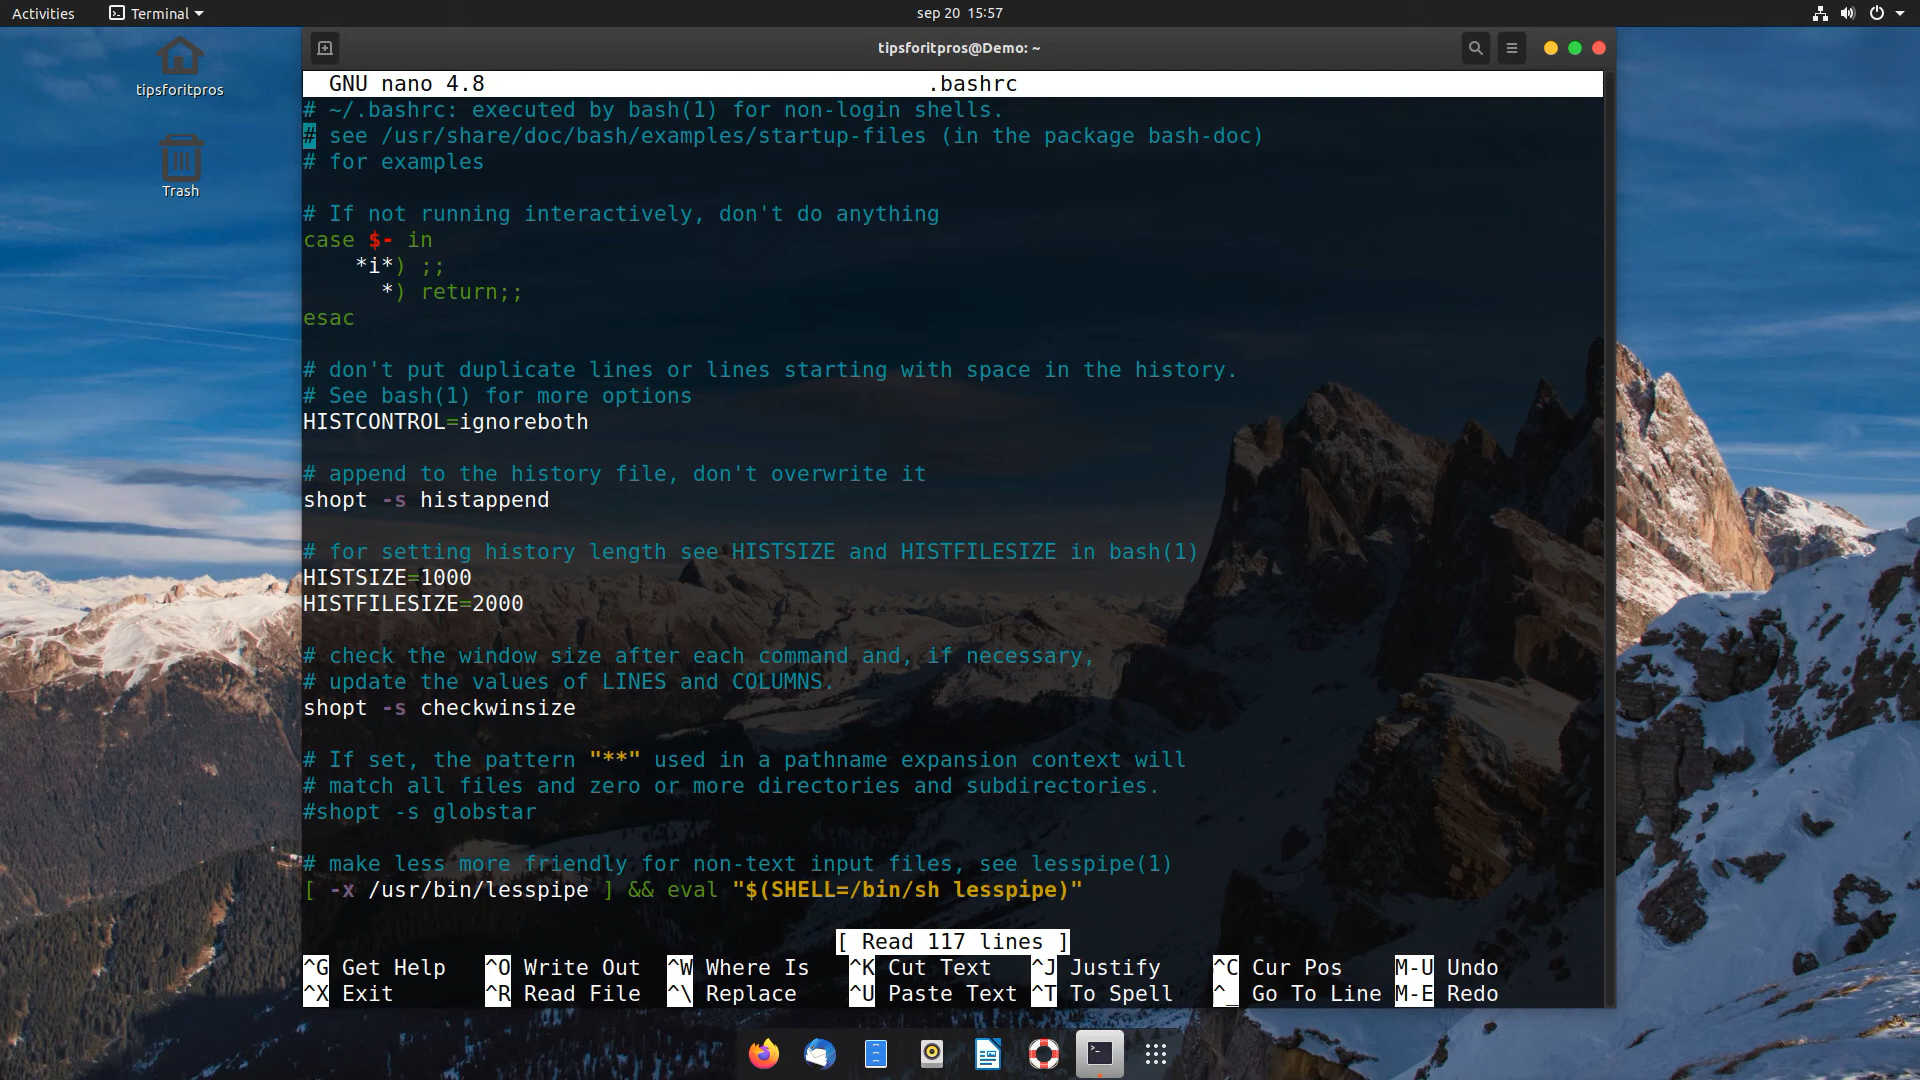 Activities Terminal sep 20 15:57
tipsforitpros@Demo: ~
tipsforitpros
Trash
GNU nano 4.8 .bashrc
# ~/.bashrc: executed by bash(1) for non-login shells.
# see /usr/share/doc/bash/examples/startup-files (in the package bash-doc)
# for examples
# If not running interactively, don't do anything
case $- in
    *i*) ;;
      *) return;;
esac
# don't put duplicate lines or lines starting with space in the history.
# See bash(1) for more options
HISTCONTROL=ignoreboth
# append to the history file, don't overwrite it
shopt -s histappend
# for setting history length see HISTSIZE and HISTFILESIZE in bash(1)
HISTSIZE=1000
HISTFILESIZE=2000
# check the window size after each command and, if necessary,
# update the values of LINES and COLUMNS.
shopt -s checkwinsize
# If set, the pattern "**" used in a pathname expansion context will
# match all files and zero or more directories and subdirectories.
#shopt -s globstar
# make less more friendly for non-text input files, see lesspipe(1)
[ -x /usr/bin/lesspipe ] && eval "$(SHELL=/bin/sh lesspipe)"
[ Read 117 lines ]
^G Get Help ^O Write Out ^W Where Is ^K Cut Text ^J Justify ^C Cur Pos M-U Undo
^X Exit ^R Read File ^\ Replace ^U Paste Text ^T To Spell ^_ Go To Line M-E Redo